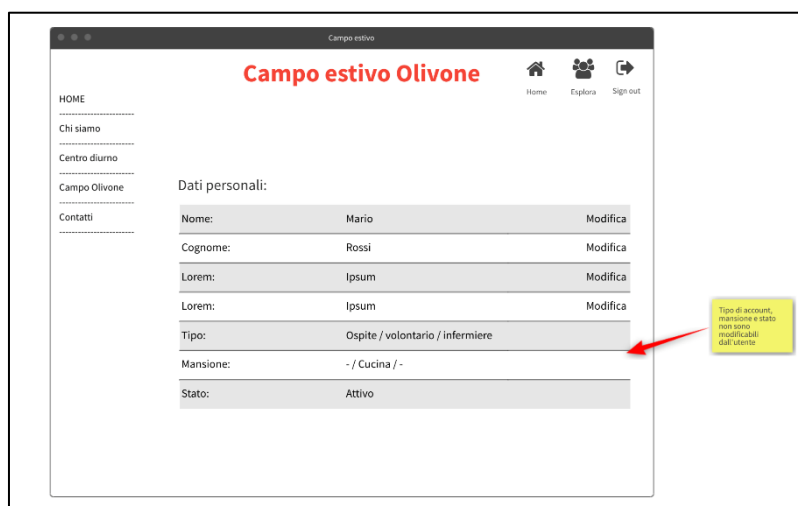 Campo estivo
Campo estivo Olivone
Home Esplora Sign out
HOME
Chi siamo
Centro diurno
Campo Olivone
Contatti
Dati personali:
Nome: Mario Modifica
Cognome: Rossi Modifica
Lorem: Ipsum Modifica
Lorem: Ipsum Modifica
Tipo: Ospite / volontario / infermiere
Mansione: - / Cucina / -
Stato: Attivo
Tipo di account,
mansione e stato
non sono
modificabili
dall'utente